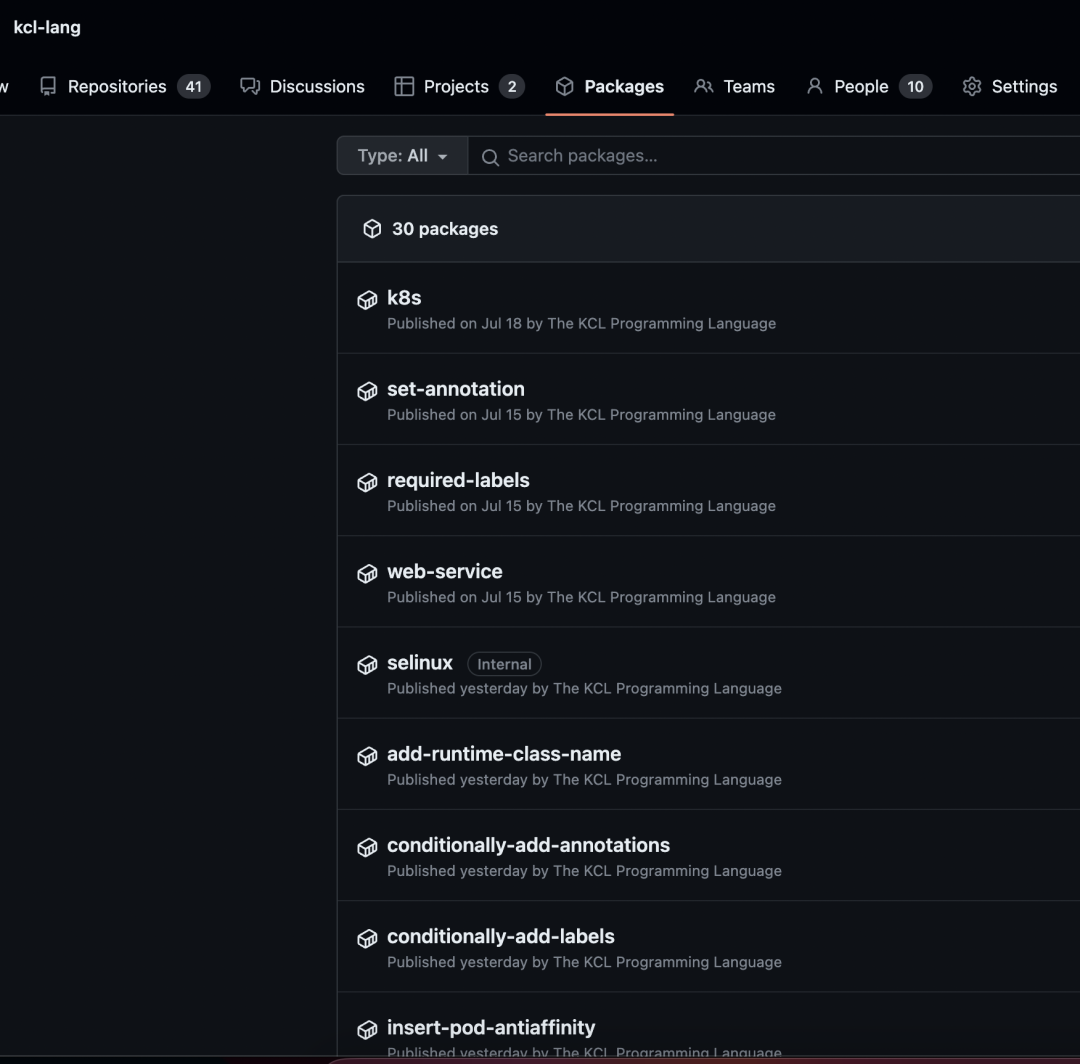 kcl-lang
w Repositories 41 Discussions Projects 2 Packages Teams People 10 Settings
Type: All Search packages...
30 packages
k8s
Published on Jul 18 by The KCL Programming Language
set-annotation
Published on Jul 15 by The KCL Programming Language
required-labels
Published on Jul 15 by The KCL Programming Language
web-service
Published on Jul 15 by The KCL Programming Language
selinux Internal
Published yesterday by The KCL Programming Language
add-runtime-class-name
Published yesterday by The KCL Programming Language
conditionally-add-annotations
Published yesterday by The KCL Programming Language
conditionally-add-labels
Published yesterday by The KCL Programming Language
insert-pod-antiaffinity
Published yesterday by The KCL Programming Language